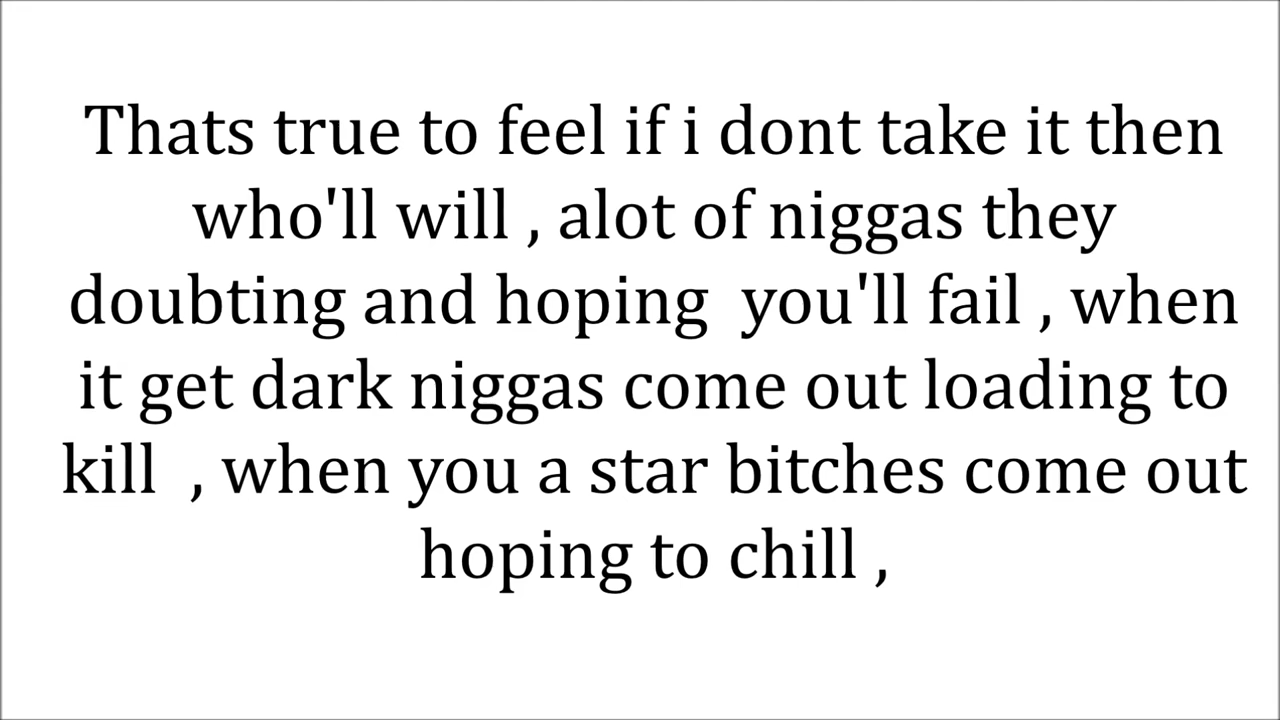 Thats true to feel if i dont take it then
who'll will , alot of niggas they
doubting and hoping  you'll fail , when
it get dark niggas come out loading to
kill  , when you a star bitches come out
hoping to chill ,